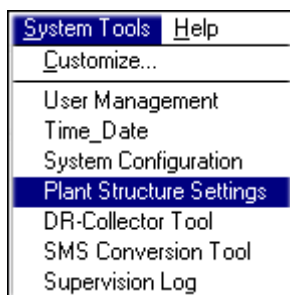 System Tools Help
Customize...
User Management
Time_Date
System Configuration
Plant Structure Settings
DR-Collector Tool
SMS Conversion Tool
Supervision Log